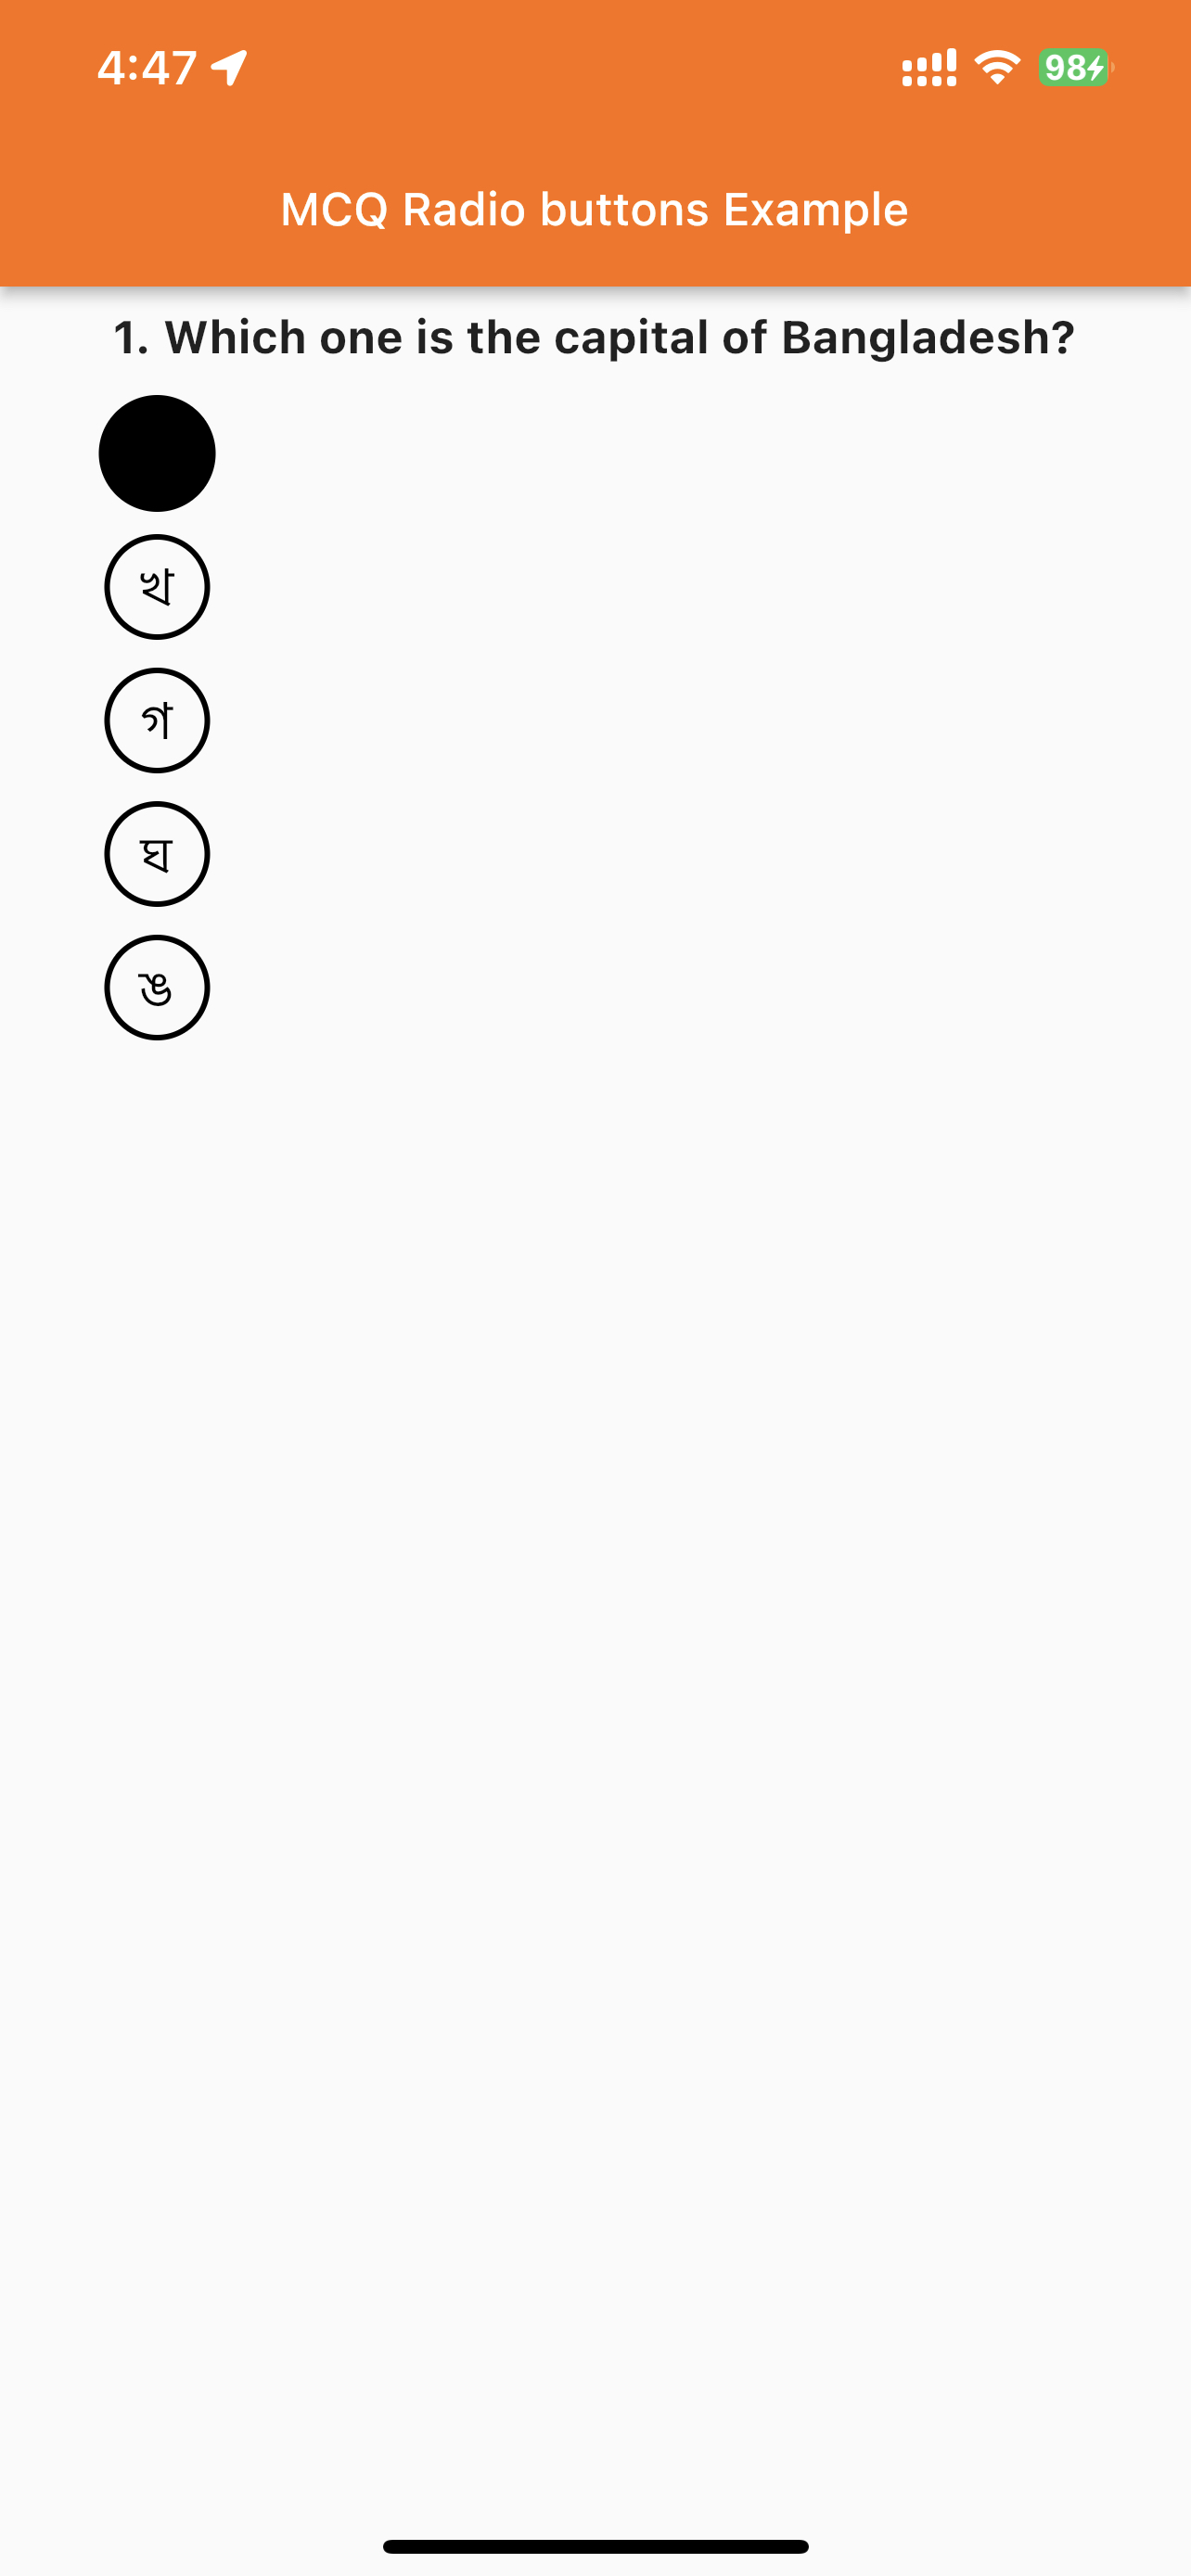 4:47
98
MCQ Radio buttons Example
1. Which one is the capital of Bangladesh?
খ
গ
ঘ
ঙ